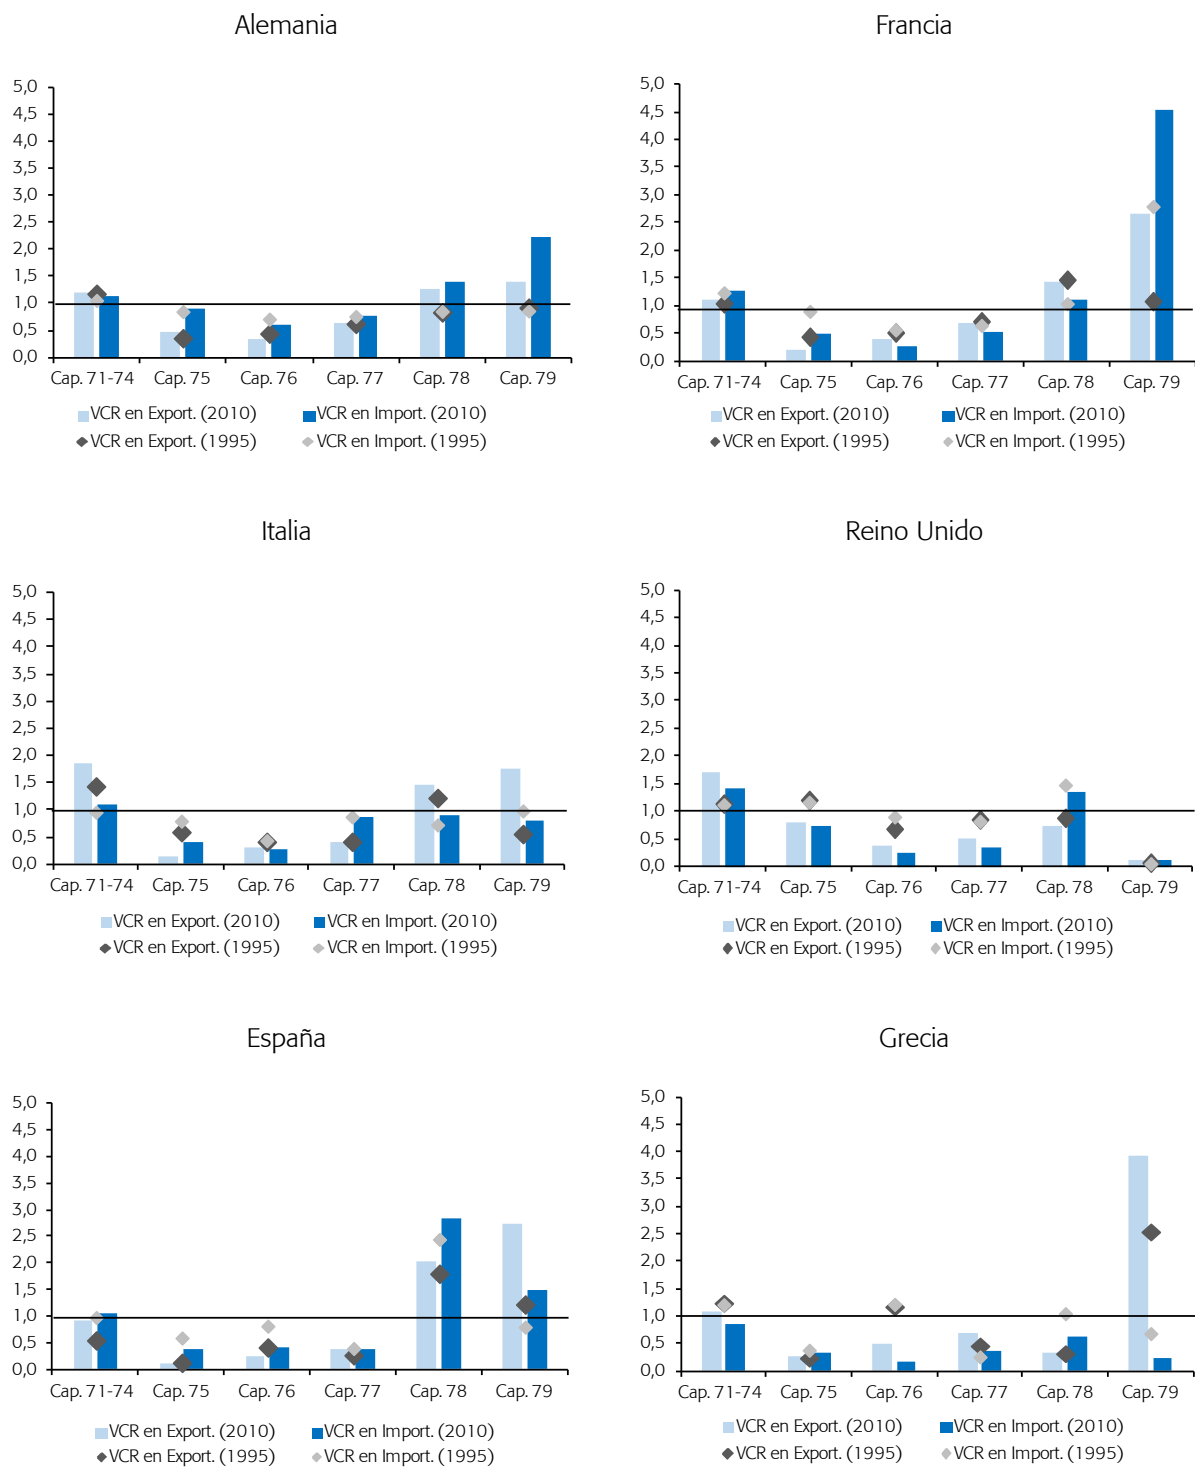 Alemania
5,0
4,5
4,0
3,5
3,0
2,5
2,0
1,5
1,0
0,5
0,0
Cap. 71-74 Cap. 75 Cap. 76 Cap. 77 Cap. 78 Cap. 79
VCR en Export. (2010) VCR en Import. (2010)
VCR en Export. (1995) VCR en Import. (1995)
Francia
5,0
4,5
4,0
3,5
3,0
2,5
2,0
1,5
1,0
0,5
0,0
Cap. 71-74 Cap. 75 Cap. 76 Cap. 77 Cap. 78 Cap. 79
VCR en Export. (2010) VCR en Import. (2010)
VCR en Export. (1995) VCR en Import. (1995)
Italia
5,0
4,5
4,0
3,5
3,0
2,5
2,0
1,5
1,0
0,5
0,0
Cap. 71-74 Cap. 75 Cap. 76 Cap. 77 Cap. 78 Cap. 79
VCR en Export. (2010) VCR en Import. (2010)
VCR en Export. (1995) VCR en Import. (1995)
Reino Unido
5,0
4,5
4,0
3,5
3,0
2,5
2,0
1,5
1,0
0,5
0,0
Cap. 71-74 Cap. 75 Cap. 76 Cap. 77 Cap. 78 Cap. 79
VCR en Export. (2010) VCR en Import. (2010)
VCR en Export. (1995) VCR en Import. (1995)
España
5,0
4,5
4,0
3,5
3,0
2,5
2,0
1,5
1,0
0,5
0,0
Cap. 71-74 Cap. 75 Cap. 76 Cap. 77 Cap. 78 Cap. 79
VCR en Export. (2010) VCR en Import. (2010)
VCR en Export. (1995) VCR en Import. (1995)
Grecia
5,0
4,5
4,0
3,5
3,0
2,5
2,0
1,5
1,0
0,5
0,0
Cap. 71-74 Cap. 75 Cap. 76 Cap. 77 Cap. 78 Cap. 79
VCR en Export. (2010) VCR en Import. (2010)
VCR en Export. (1995) VCR en Import. (1995)